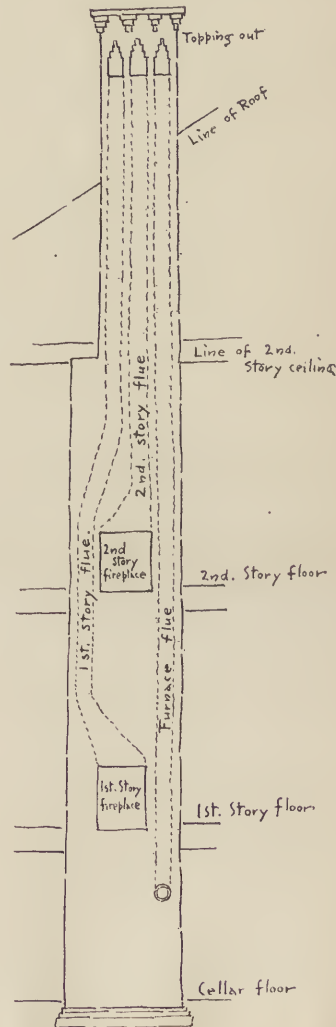 Topping out
Line of Roof
Line of 2nd.
Story ceiling
2nd. story flue
1st. story flue.
2nd
Story
fireplace
2nd. Story floor
Furnace flue
1st. Story
fireplace
1st. Story floor
Cellar floor